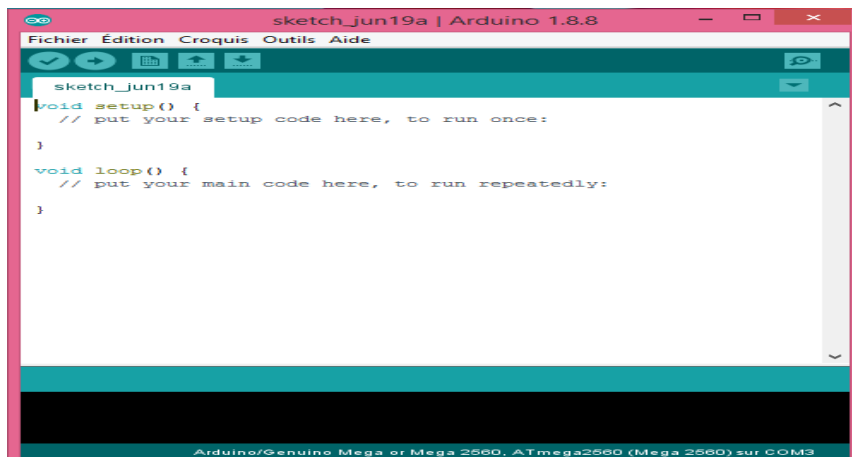 sketch_jun19a | Arduino 1.8.8
Fichier Édition Croquis Outils Aide
sketch_jun19a
void setup() {
// put your setup code here, to run once:
}
void loop() {
// put your main code here, to run repeatedly:
}
Arduino/Genuino Mega or Mega 2560, ATmega2560 (Mega 2560) sur COM3